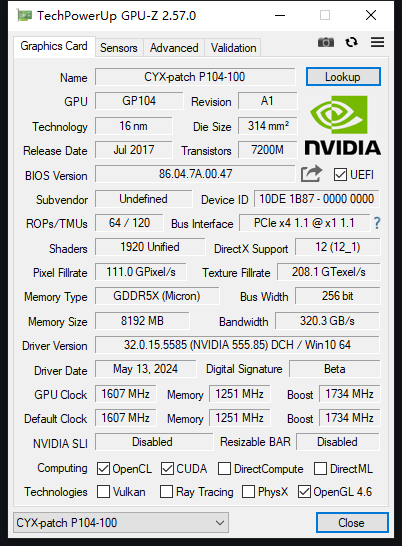 TechPowerUp GPU-Z 2.57.0
Graphics Card Sensors Advanced Validation
Name CYX-patch P104-100 Lookup
GPU GP104 Revision A1
Technology 16 nm Die Size 314 mm²
Release Date Jul 2017 Transistors 7200M
NVIDIA
BIOS Version 86.04.7A.00.47 UEFI
Subvendor Undefined Device ID 10DE 1B87 - 0000 0000
ROPs/TMUs 64 / 120 Bus Interface PCIe x4 1.1 @ x1 1.1 ?
Shaders 1920 Unified DirectX Support 12 (12_1)
Pixel Fillrate 111.0 GPixel/s Texture Fillrate 208.1 GTexel/s
Memory Type GDDR5X (Micron) Bus Width 256 bit
Memory Size 8192 MB Bandwidth 320.3 GB/s
Driver Version 32.0.15.5585 (NVIDIA 555.85) DCH / Win10 64
Driver Date May 13, 2024 Digital Signature Beta
GPU Clock 1607 MHz Memory 1251 MHz Boost 1734 MHz
Default Clock 1607 MHz Memory 1251 MHz Boost 1734 MHz
NVIDIA SLI Disabled Resizable BAR Disabled
Computing OpenCL CUDA DirectCompute DirectML
Technologies Vulkan Ray Tracing PhysX OpenGL 4.6
CYX-patch P104-100 Close